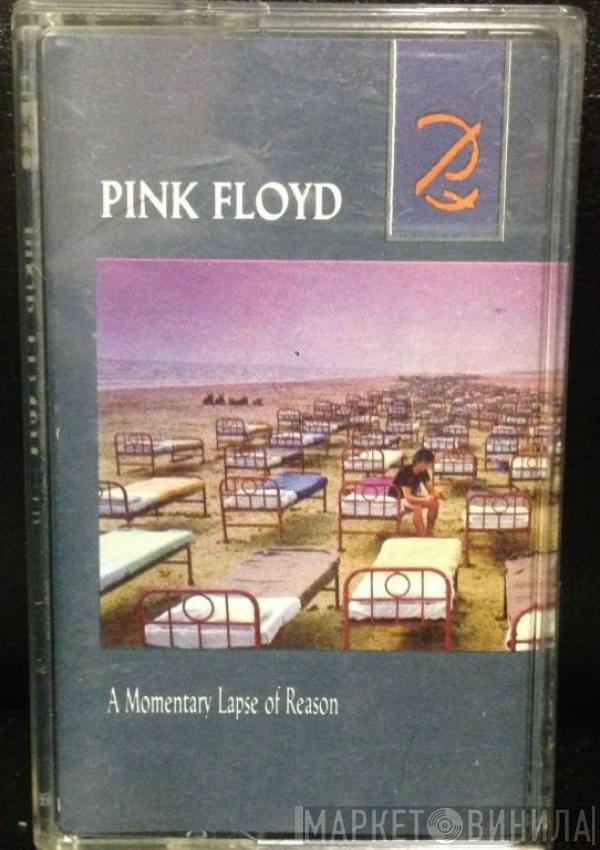 PINK FLOYD
A Momentary Lapse of Reason
МАРКЕТ ВИНИЛА